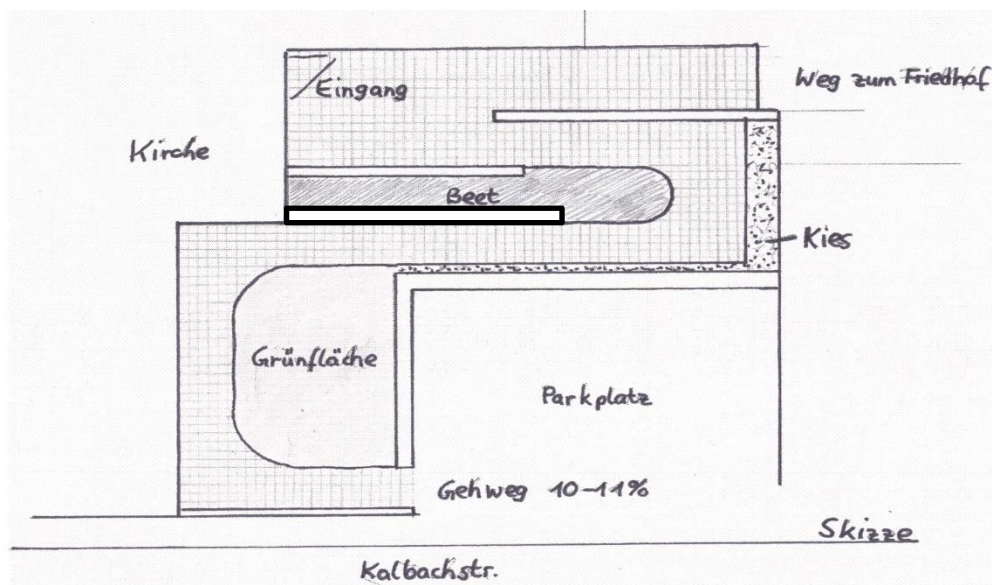 Weg zum Friedhof
Eingang
Kirche
Beet
Kies
Grünfläche
Parkplatz
Gehweg 10-11%
Skizze
Kalbachstr.